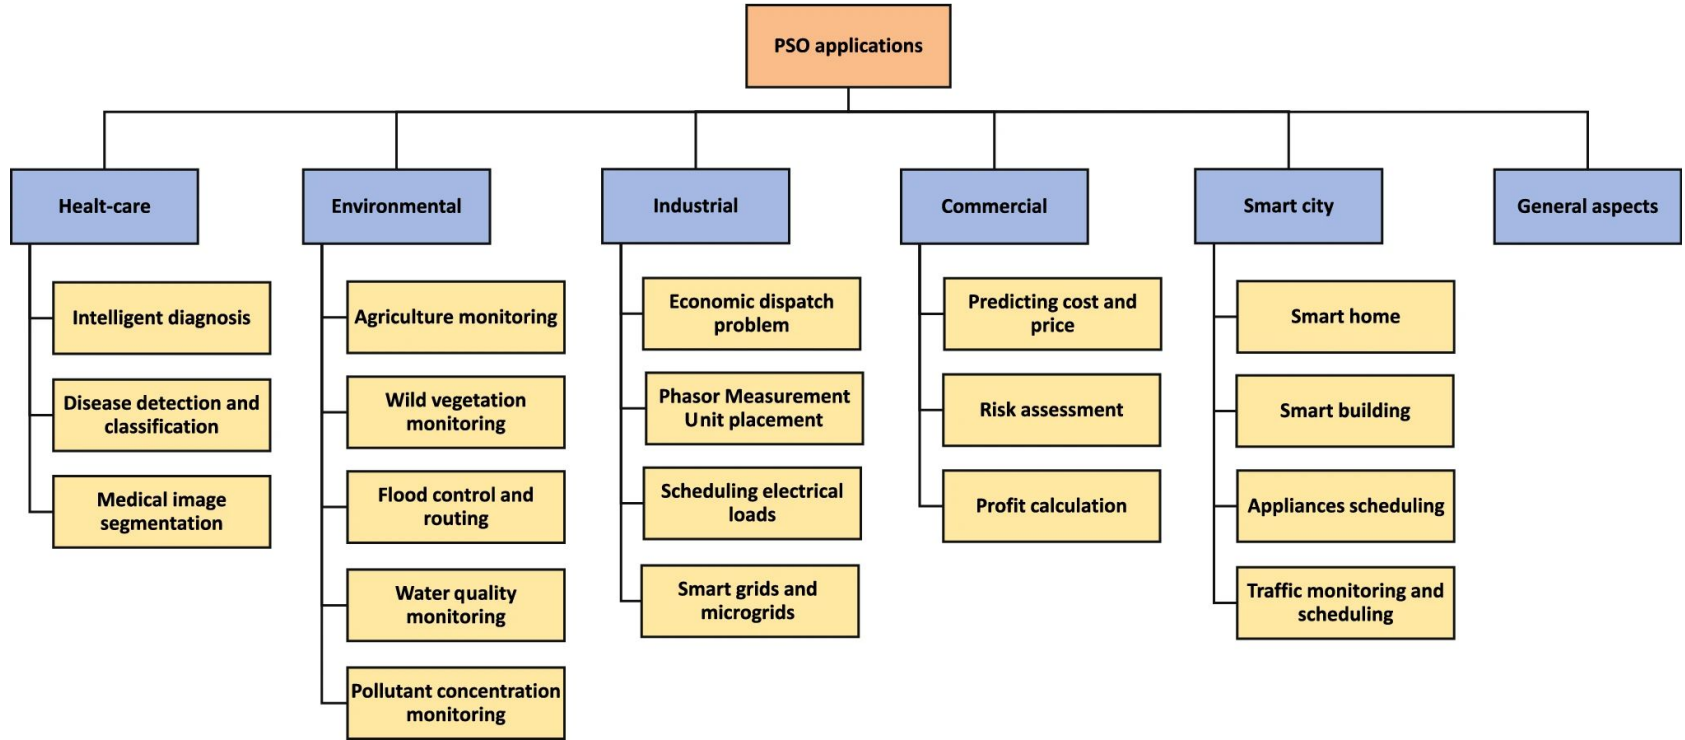 PSO applications
Healt-care
Environmental
Industrial
Commercial
Smart city
General aspects
Intelligent diagnosis
Disease detection and
classification
Medical image
segmentation
Agriculture monitoring
Wild vegetation
monitoring
Flood control and
routing
Water quality
monitoring
Pollutant concentration
monitoring
Economic dispatch
problem
Phasor Measurement
Unit placement
Scheduling electrical
loads
Smart grids and
microgrids
Predicting cost and
price
Risk assessment
Profit calculation
Smart home
Smart building
Appliances scheduling
Traffic monitoring and
scheduling